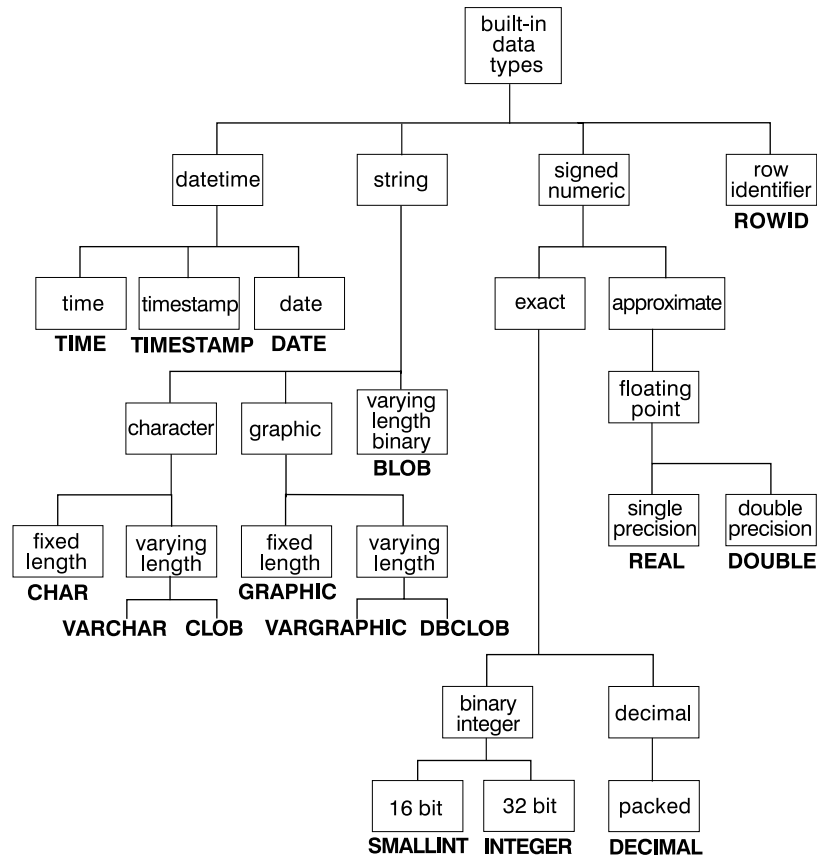 built-in
data
types
datetime
string
signed
numeric
row
identifier
ROWID
time
timestamp
date
exact
approximate
TIME
TIMESTAMP
DATE
character
graphic
varying
length
binary
BLOB
floating
point
fixed
length
varying
length
fixed
length
varying
length
single
precision
double
precision
CHAR
GRAPHIC
REAL
DOUBLE
VARCHAR
CLOB
VARGRAPHIC
DBCLOB
binary
integer
decimal
16 bit
32 bit
packed
SMALLINT
INTEGER
DECIMAL